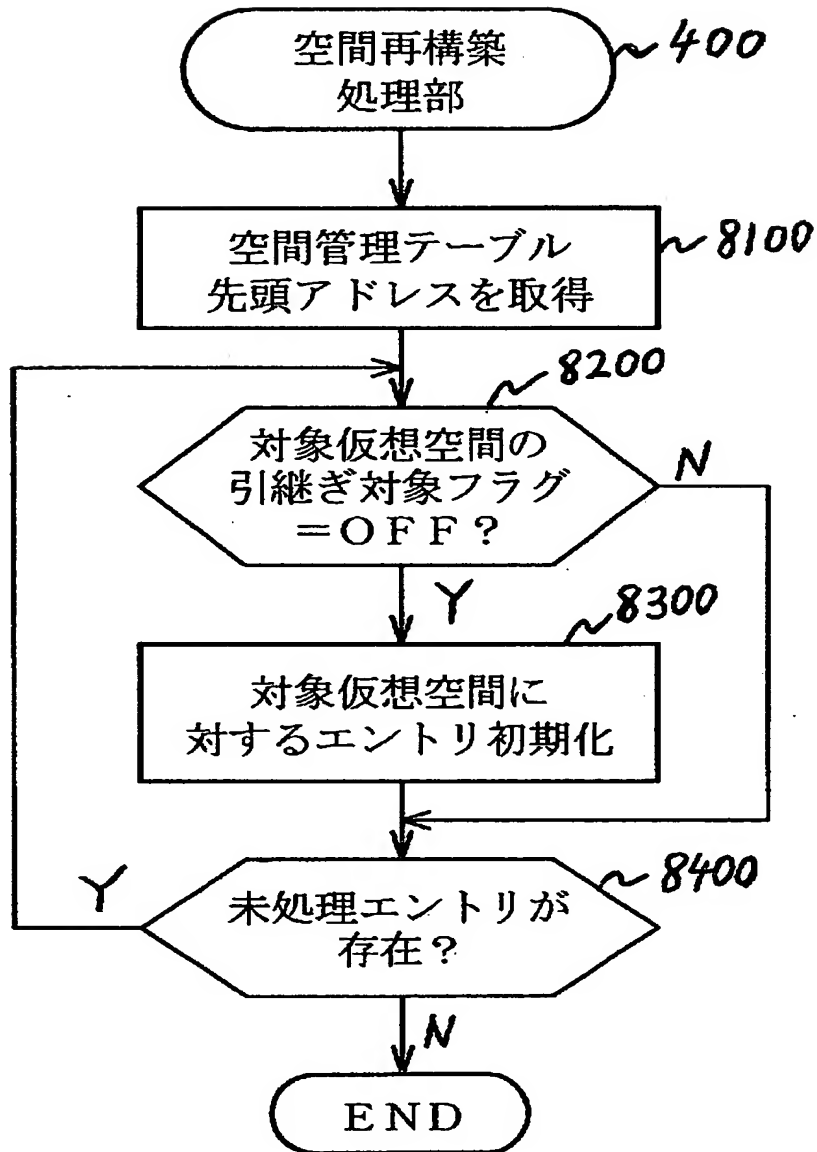 空間再構築
処理部
400
空間管理テーブル
先頭アドレスを取得
8100
8200
対象仮想空間の
引継ぎ対象フラグ
＝ＯＦＦ？
N
Y
8300
対象仮想空間に
対するエントリ初期化
8400
Y
未処理エントリが
存在？
N
ＥＮＤ